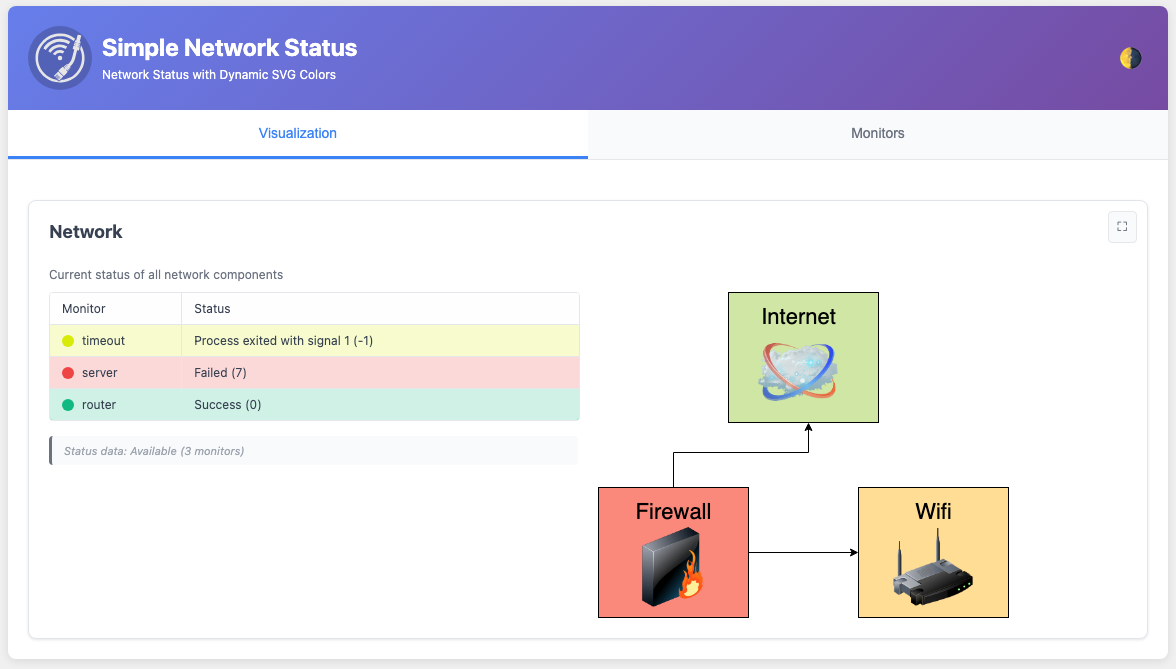 Simple Network Status
Network Status with Dynamic SVG Colors
Visualization
Monitors
Network
Current status of all network components
Monitor Status
timeout Process exited with signal 1 (-1)
server Failed (7)
router Success (0)
Status data: Available (3 monitors)
Internet
Firewall
Wifi